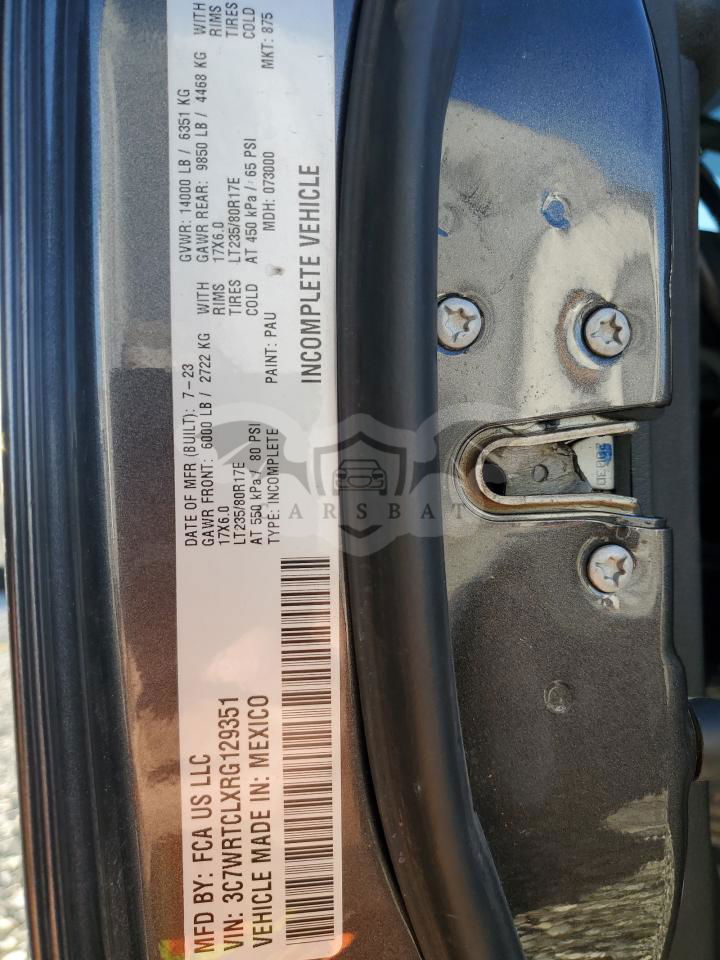 MFD BY: FCA US LLC
VIN: 3C7WRTCLXRG129351
VEHICLE MADE IN: MEXICO
DATE OF MFR (BUILT): 7-23 GVWR: 14000 LB / 6351 KG
GAWR FRONT: 6000 LB / 2722 KG WITH GAWR REAR: 9850 LB / 4468 KG WITH
17X6.0 RIMS 17X6.0 RIMS
LT235/80R17E TIRES LT235/80R17E TIRES
AT 550 kPa / 80 PSI COLD AT 450 kPa / 65 PSI COLD
TYPE: INCOMPLETE PAINT: PAU MDH: 073000 MKT: 875
INCOMPLETE VEHICLE
CARSBAT